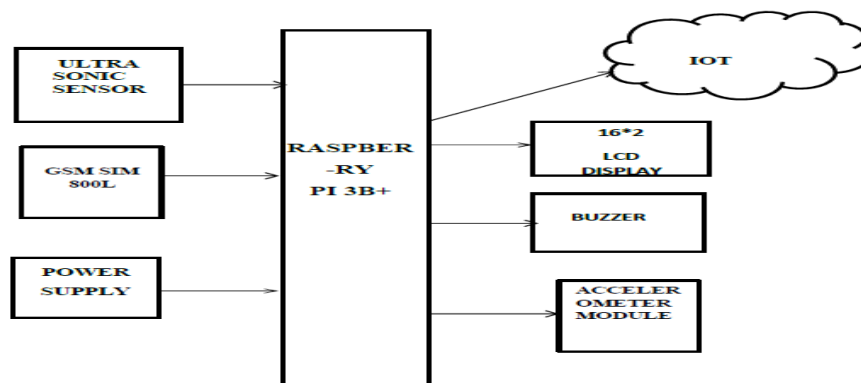 ULTRA
SONIC
SENSOR
GSM SIM
800L
POWER
SUPPLY
RASPBER
-RY
PI 3B+
IOT
16*2
LCD
DISPLAY
BUZZER
ACCELER
OMETER
MODULE